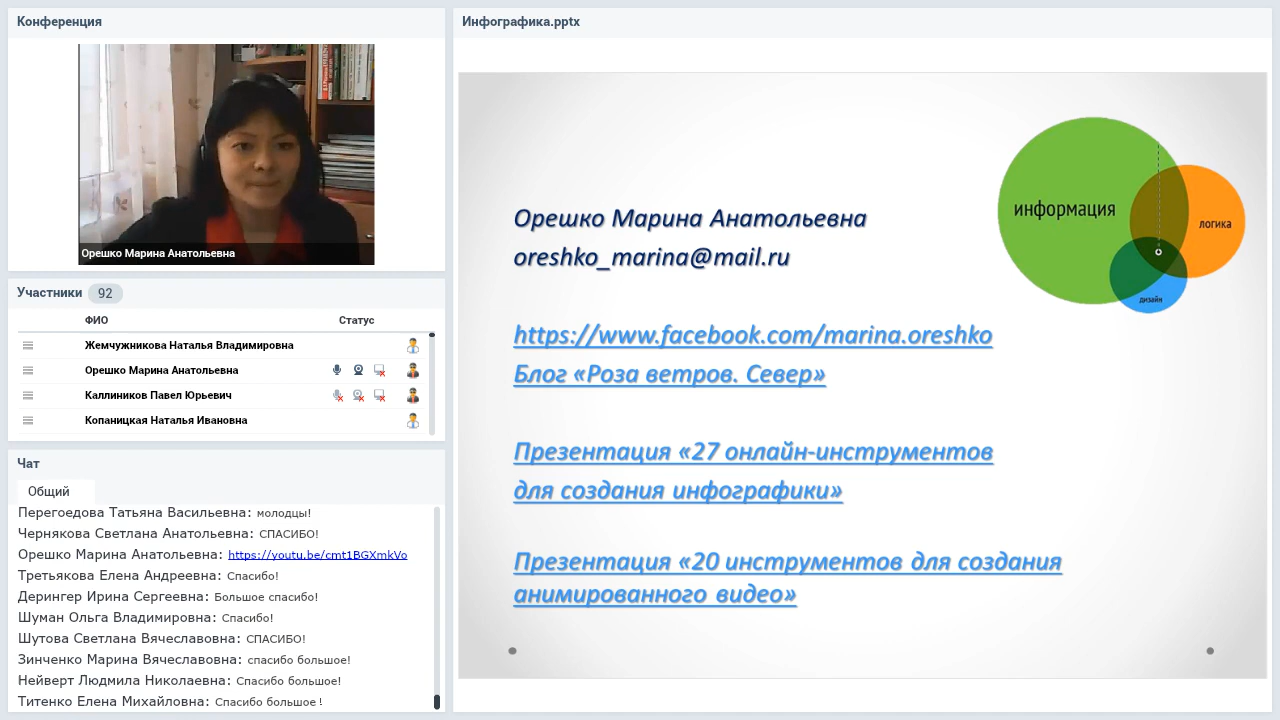 Конференция
Орешко Марина Анатольевна
Участники 92
ФИО Статус
Жемчужникова Наталья Владимировна
Орешко Марина Анатольевна
Каллиников Павел Юрьевич
Копаницкая Наталья Ивановна
Чат
Общий
Перегоедова Татьяна Васильевна: молодцы!
Чернякова Светлана Анатольевна: СПАСИБО!
Орешко Марина Анатольевна: https://youtu.be/cmt1BGXmkVo
Третьякова Елена Андреевна: Спасибо!
Дерингер Ирина Сергеевна: Большое спасибо!
Шуман Ольга Владимировна: Спасибо!
Шутова Светлана Вячеславовна: СПАСИБО!
Зинченко Марина Вячеславовна: спасибо большое!
Нейверт Людмила Николаевна: Спасибо большое!
Титенко Елена Михайловна: Спасибо большое !
Инфографика.pptx
информация
логика
дизайн
Орешко Марина Анатольевна
oreshko_marina@mail.ru
https://www.facebook.com/marina.oreshko
Блог «Роза ветров. Север»
Презентация «27 онлайн-инструментов
для создания инфографики»
Презентация «20 инструментов для создания
анимированного видео»